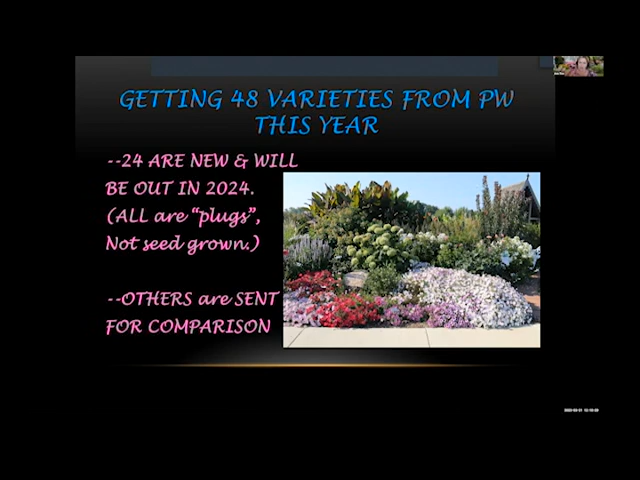 GETTING 48 VARIETIES FROM PW
THIS YEAR
--24 ARE NEW & WILL
BE OUT IN 2024.
(ALL are “plugs”,
Not seed grown.)
--OTHERS are SENT
FOR COMPARISON